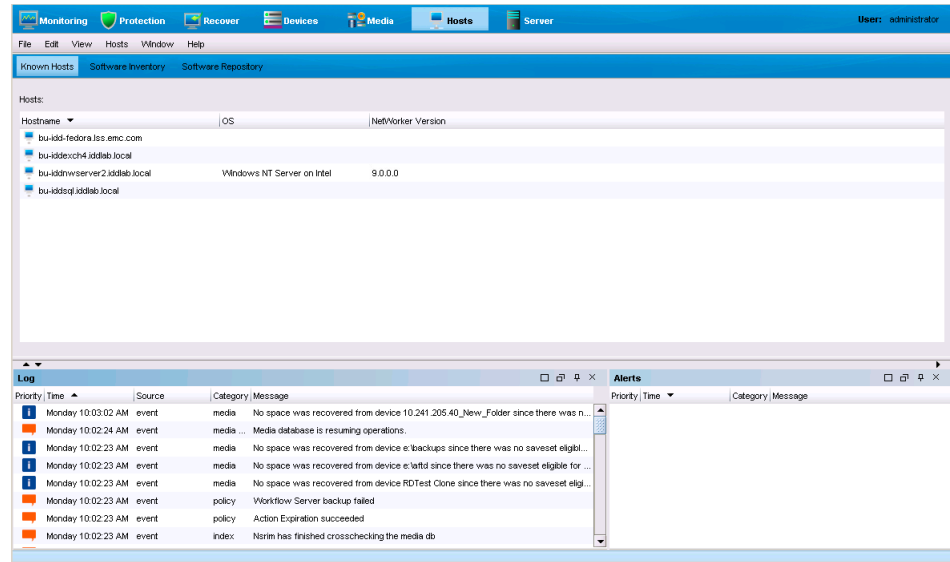 Monitoring Protection Recover Devices Media Hosts Server User: administrator
File Edit View Hosts Window Help
Known Hosts Software Inventory Software Repository
Hosts:
Hostname OS NetWorker Version
bu-idd-fedora.lss.emc.com
bu-iddexch4.iddlab.local
bu-iddnwserver2.iddlab.local Windows NT Server on Intel 9.0.0.0
bu-iddsql.iddlab.local
Log
Priority Time Source Category Message
Monday 10:03:02 AM event media No space was recovered from device 10.241.205.40_New_Folder since there was n...
Monday 10:02:24 AM event media ... Media database is resuming operations.
Monday 10:02:23 AM event media No space was recovered from device e:\backups since there was no saveset eligibl...
Monday 10:02:23 AM event media No space was recovered from device e:\aftd since there was no saveset eligible for ...
Monday 10:02:23 AM event media No space was recovered from device RDTest Clone since there was no saveset eligi...
Monday 10:02:23 AM event policy Workflow Server backup failed
Monday 10:02:23 AM event policy Action Expiration succeeded
Monday 10:02:23 AM event index Nsrim has finished crosschecking the media db
Alerts
Priority Time Category Message